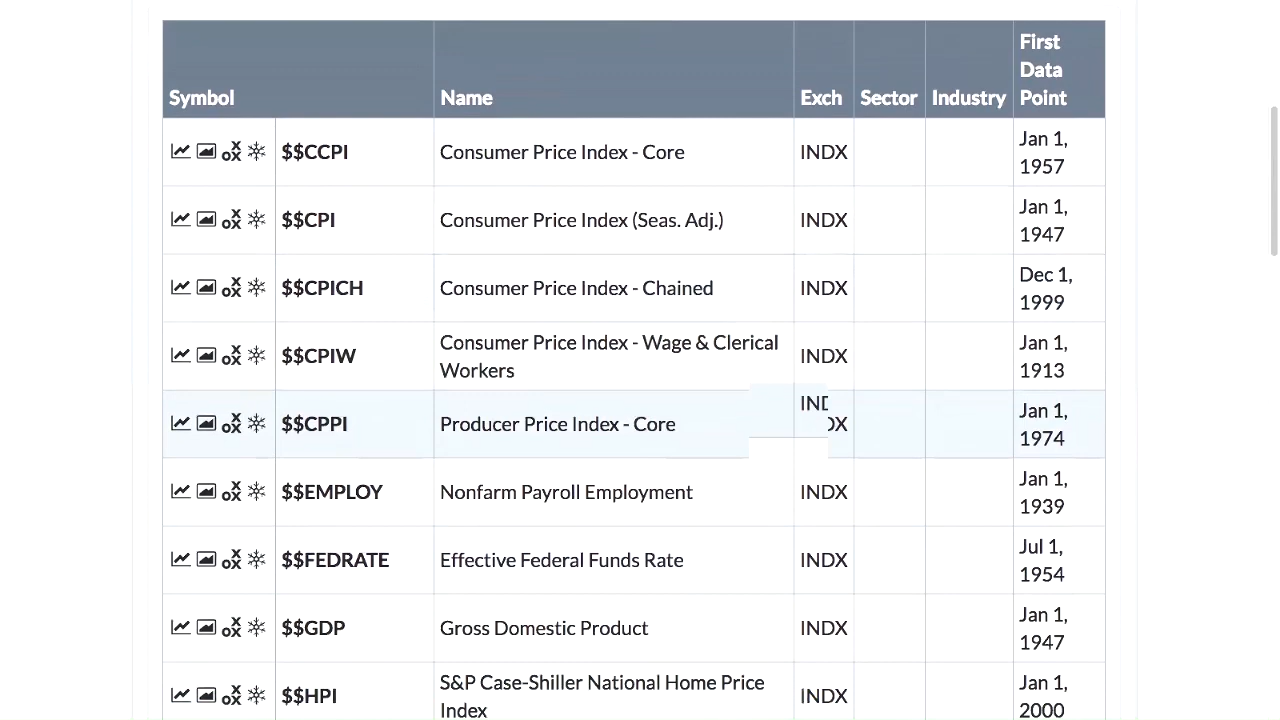 First
Data
Symbol Name Exch Sector Industry Point
Jan 1,
$$CCPI Consumer Price Index - Core INDX
1957
Jan 1,
$$CPI Consumer Price Index (Seas. Adj.) INDX
1947
Dec 1,
$$CPICH Consumer Price Index - Chained INDX
1999
Consumer Price Index - Wage & Clerical Jan 1,
$$CPIW INDX
Workers 1913
Jan 1,
$$CPPI Producer Price Index - Core
1974
Jan 1,
$$EMPLOY Nonfarm Payroll Employment INDX
1939
Jul 1,
$$FEDRATE Effective Federal Funds Rate INDX
1954
Jan 1,
$$GDP Gross Domestic Product INDX
1947
S&P Case-Shiller National Home Price Jan 1,
$$HPI INDX
Index 2000